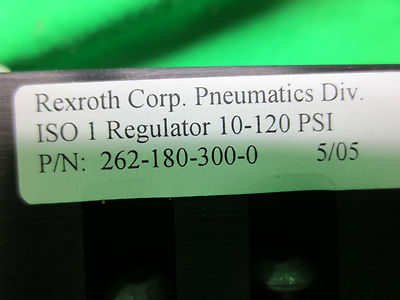 Rexroth Corp. Pneumatics Div.
ISO 1 Regulator 10-120 PSI
P/N: 262-180-300-0 5/05